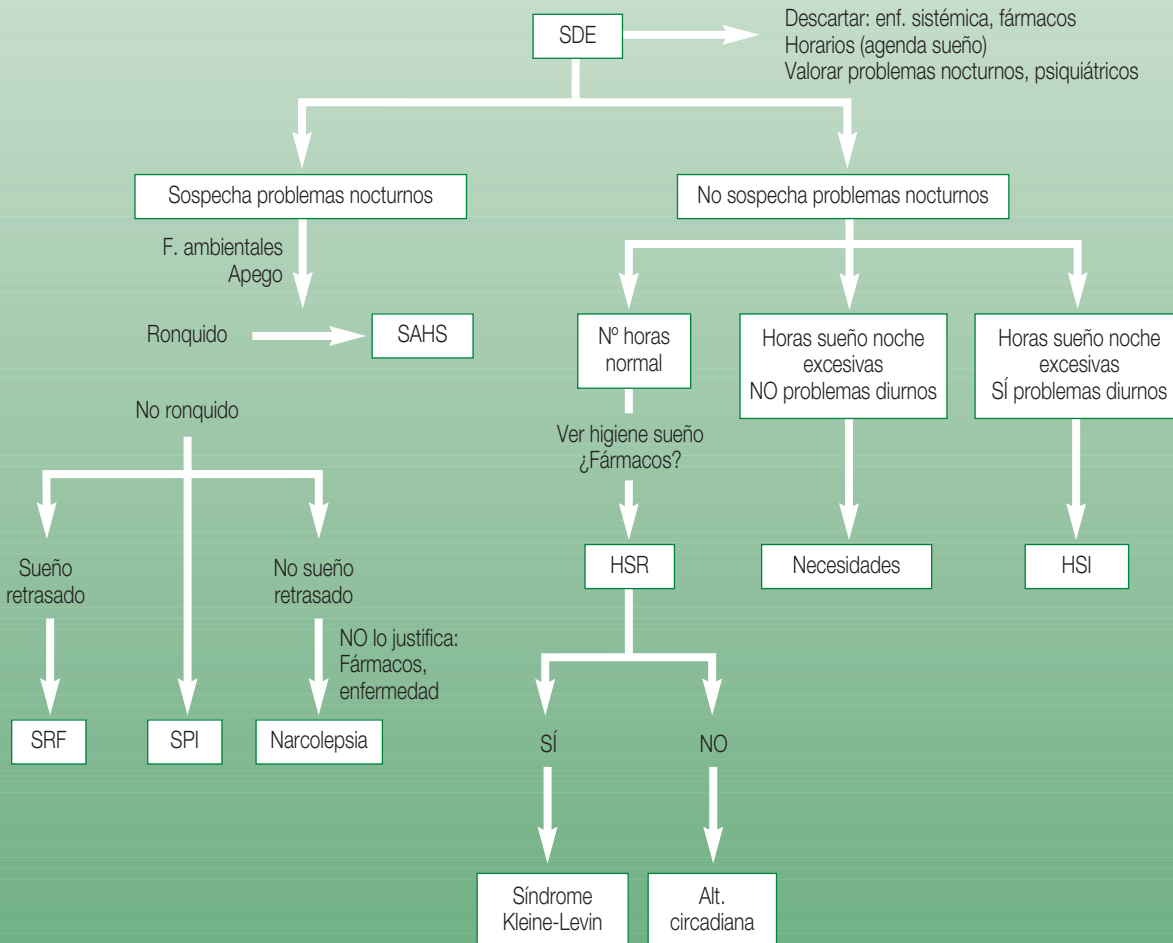 SDE
Descartar: enf. sistémica, fármacos
Horarios (agenda sueño)
Valorar problemas nocturnos, psiquiátricos
Sospecha problemas nocturnos
No sospecha problemas nocturnos
F. ambientales
Apego
Ronquido
SAHS
No ronquido
Sueño
retrasado
No sueño
retrasado
NO lo justifica:
Fármacos,
enfermedad
SRF
SPI
Narcolepsia
Nº horas
normal
Horas sueño noche
excesivas
NO problemas diurnos
Horas sueño noche
excesivas
SÍ problemas diurnos
Ver higiene sueño
¿Fármacos?
HSR
Necesidades
HSI
SÍ
NO
Síndrome
Kleine-Levin
Alt.
circadiana